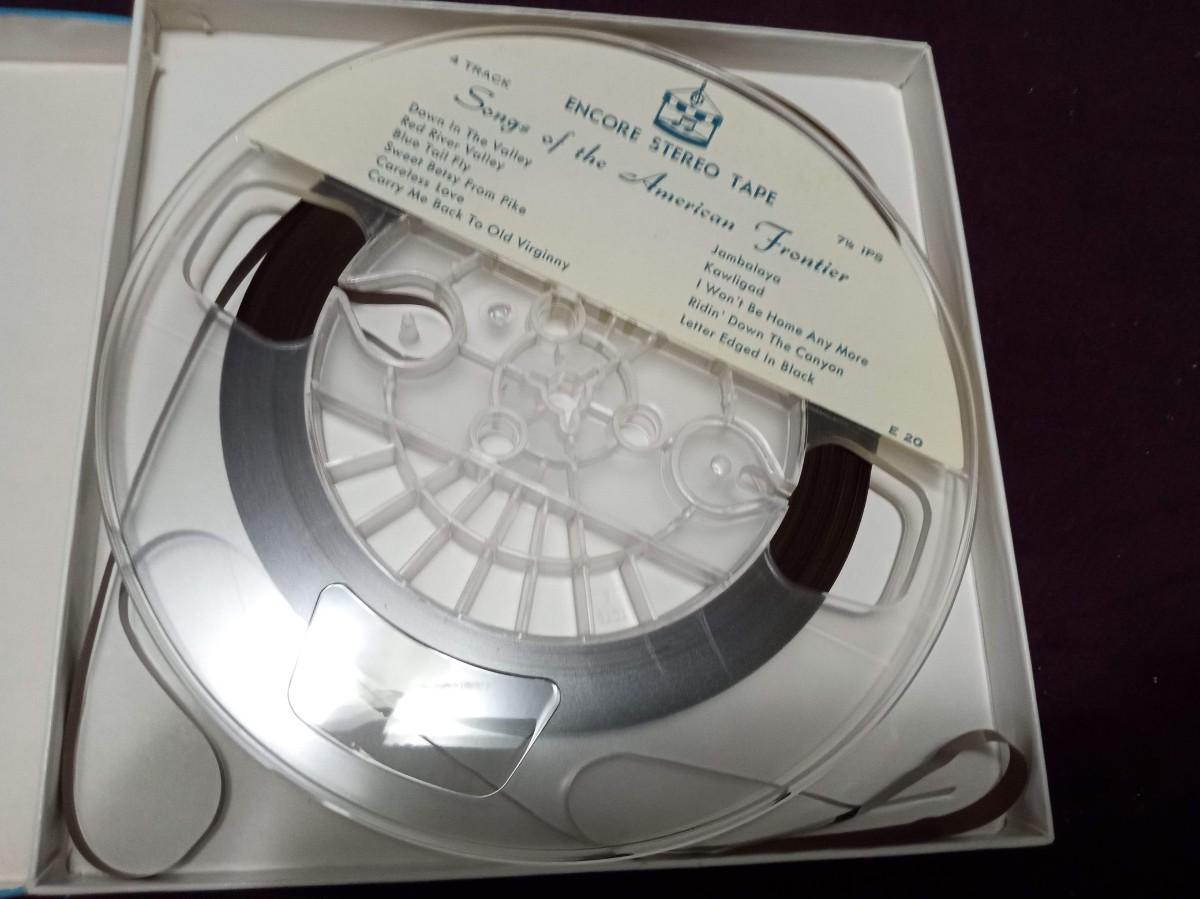 4 TRACK
ENCORE STEREO TAPE
7½ IPS
Songs of the American Frontier
Down In The Valley
Red River Valley
Blue Tail Fly
Sweet Betsy From Pike
Careless Love
Carry Me Back To Old Virginny
Jambalaya
Kawligad
I Won't Be Home Any More
Ridin' Down The Canyon
Letter Edged In Black
E 20